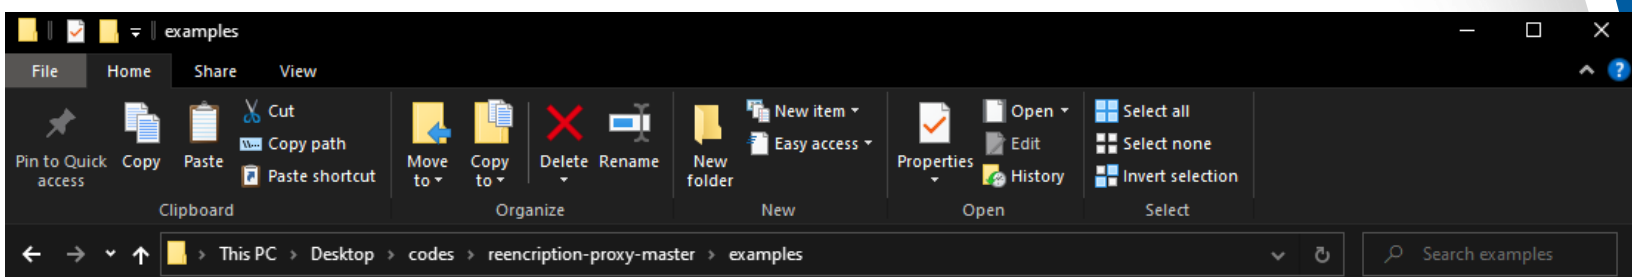 examples
File Home Share View
?
Pin to Quick access
Copy
Paste
Cut
Copy path
Paste shortcut
Clipboard
Move to
Copy to
Delete
Rename
Organize
New folder
New item
Easy access
New
Properties
Open
Edit
History
Open
Select all
Select none
Invert selection
Select
This PC > Desktop > codes > reencription-proxy-master > examples
Search examples